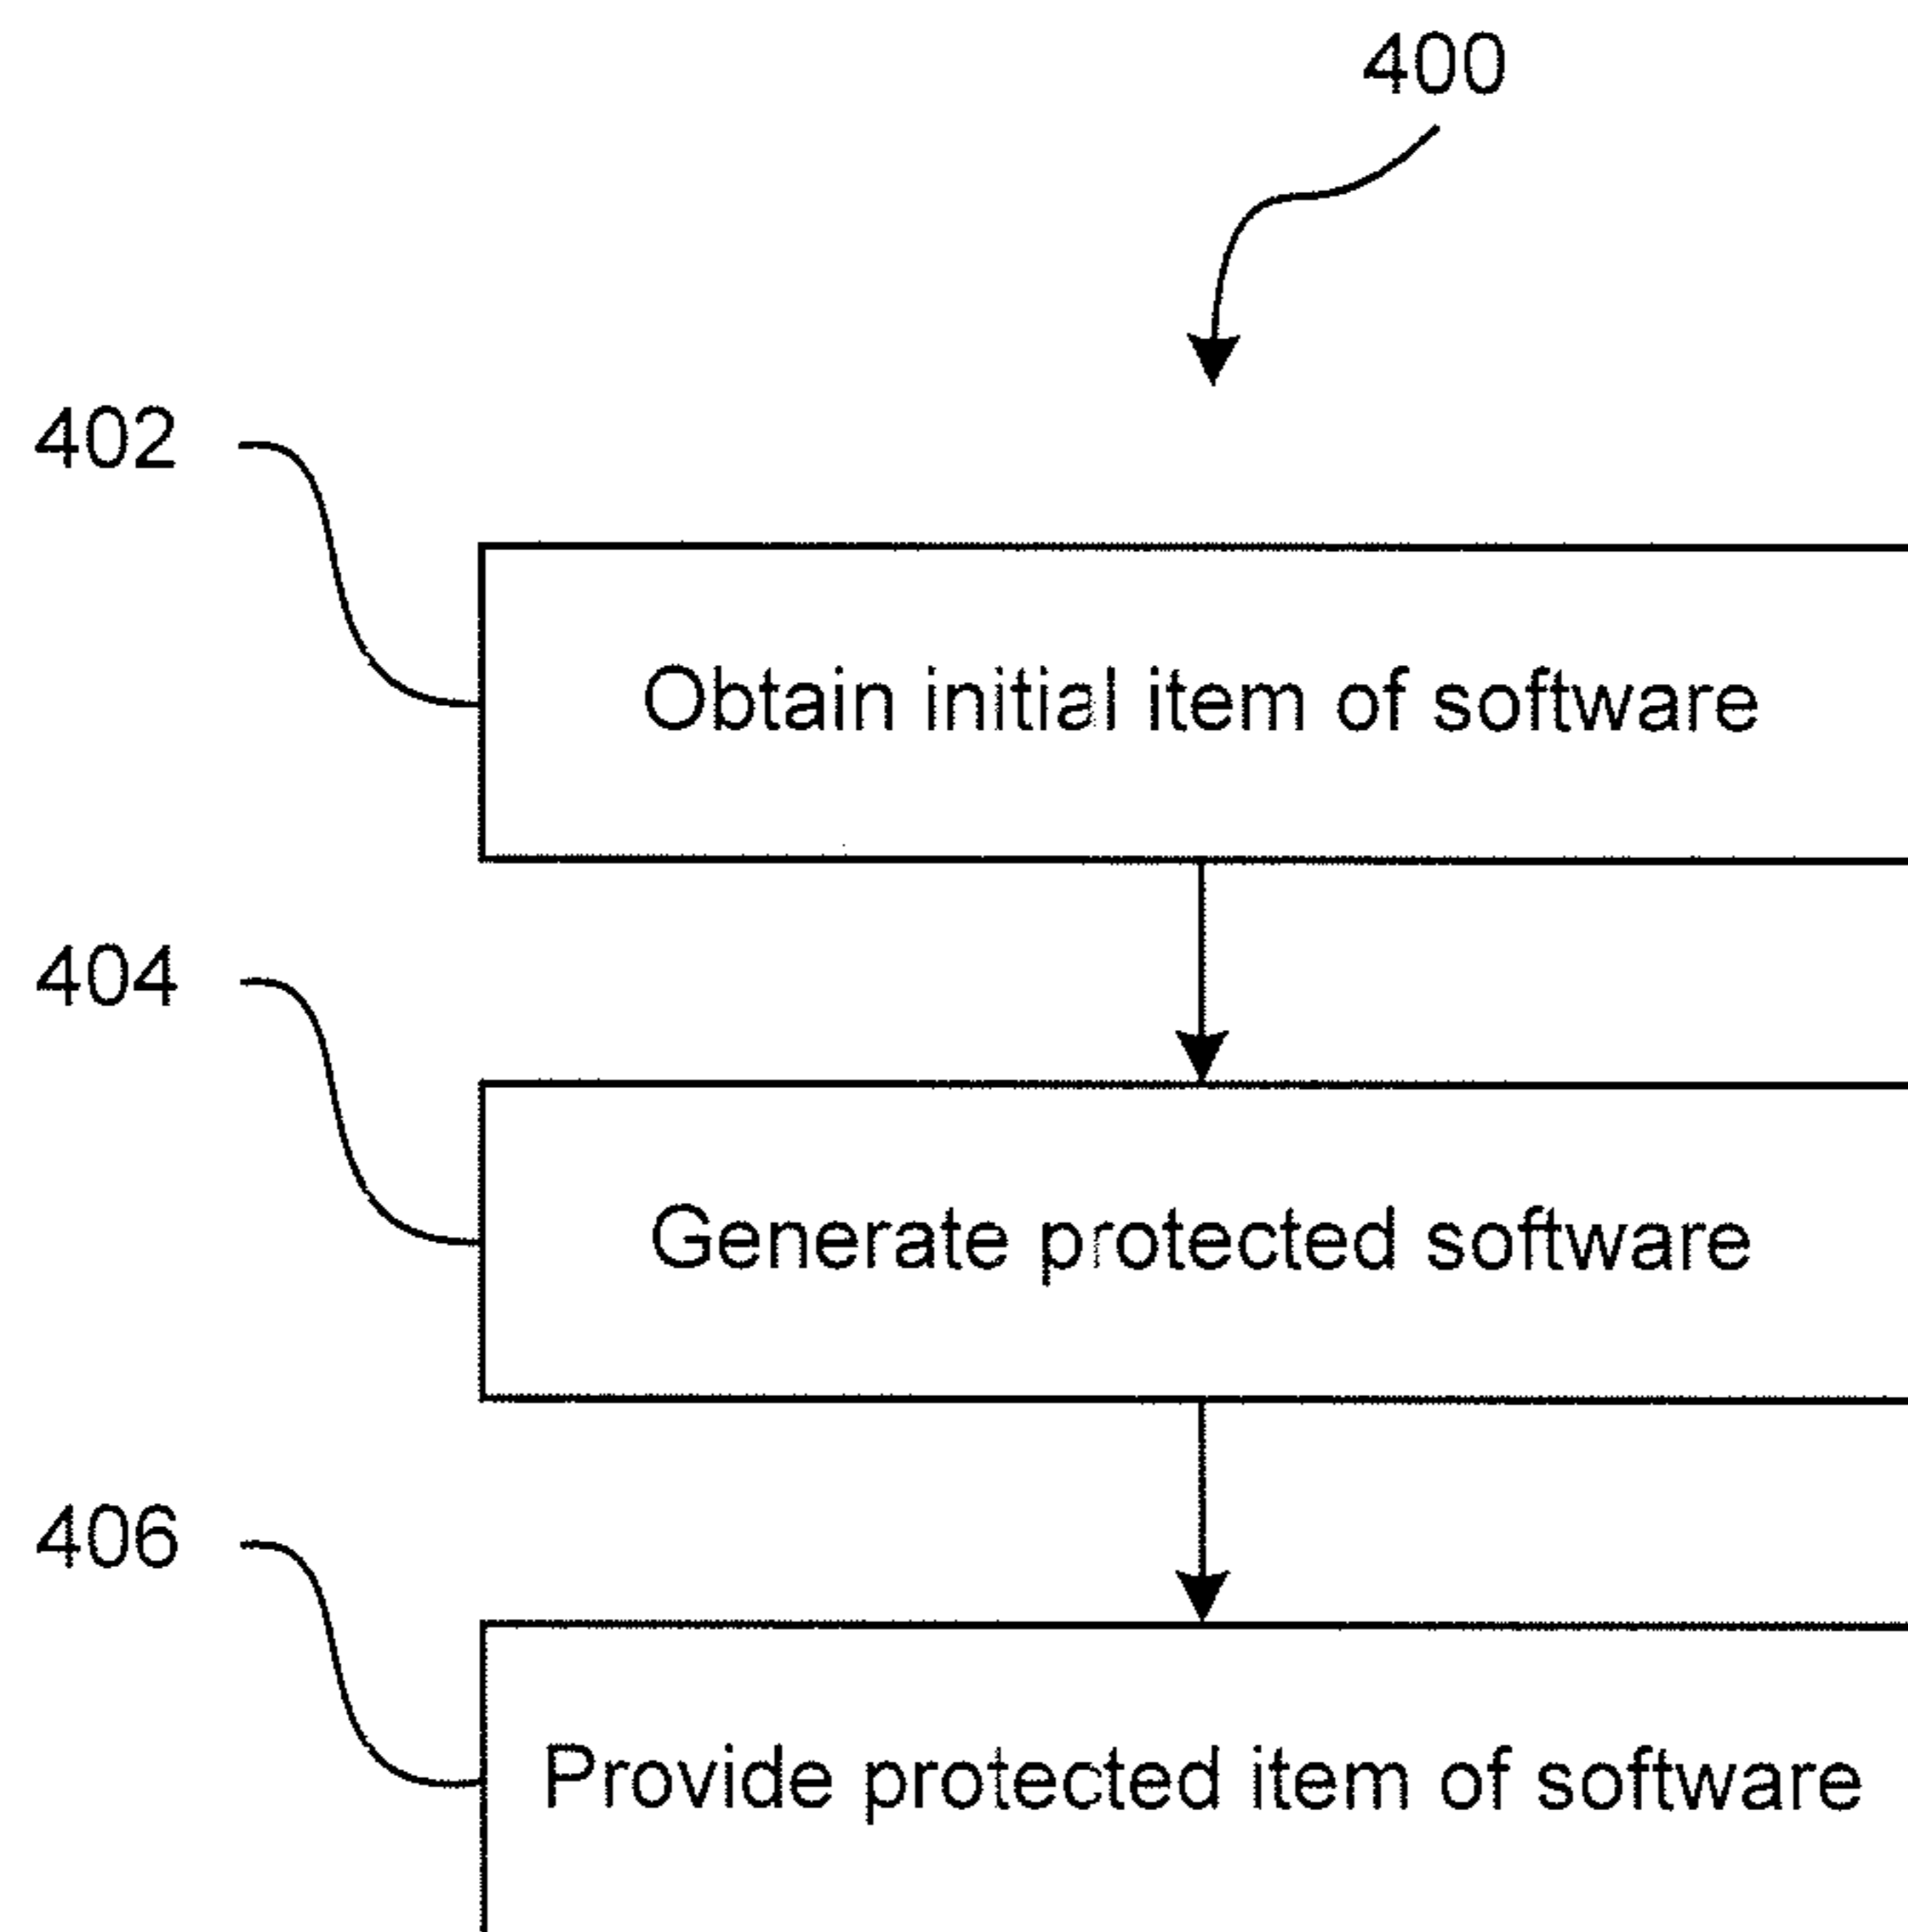 400
402
Obtain initial item of software
404
Generate protected software
406
Provide protected item of software